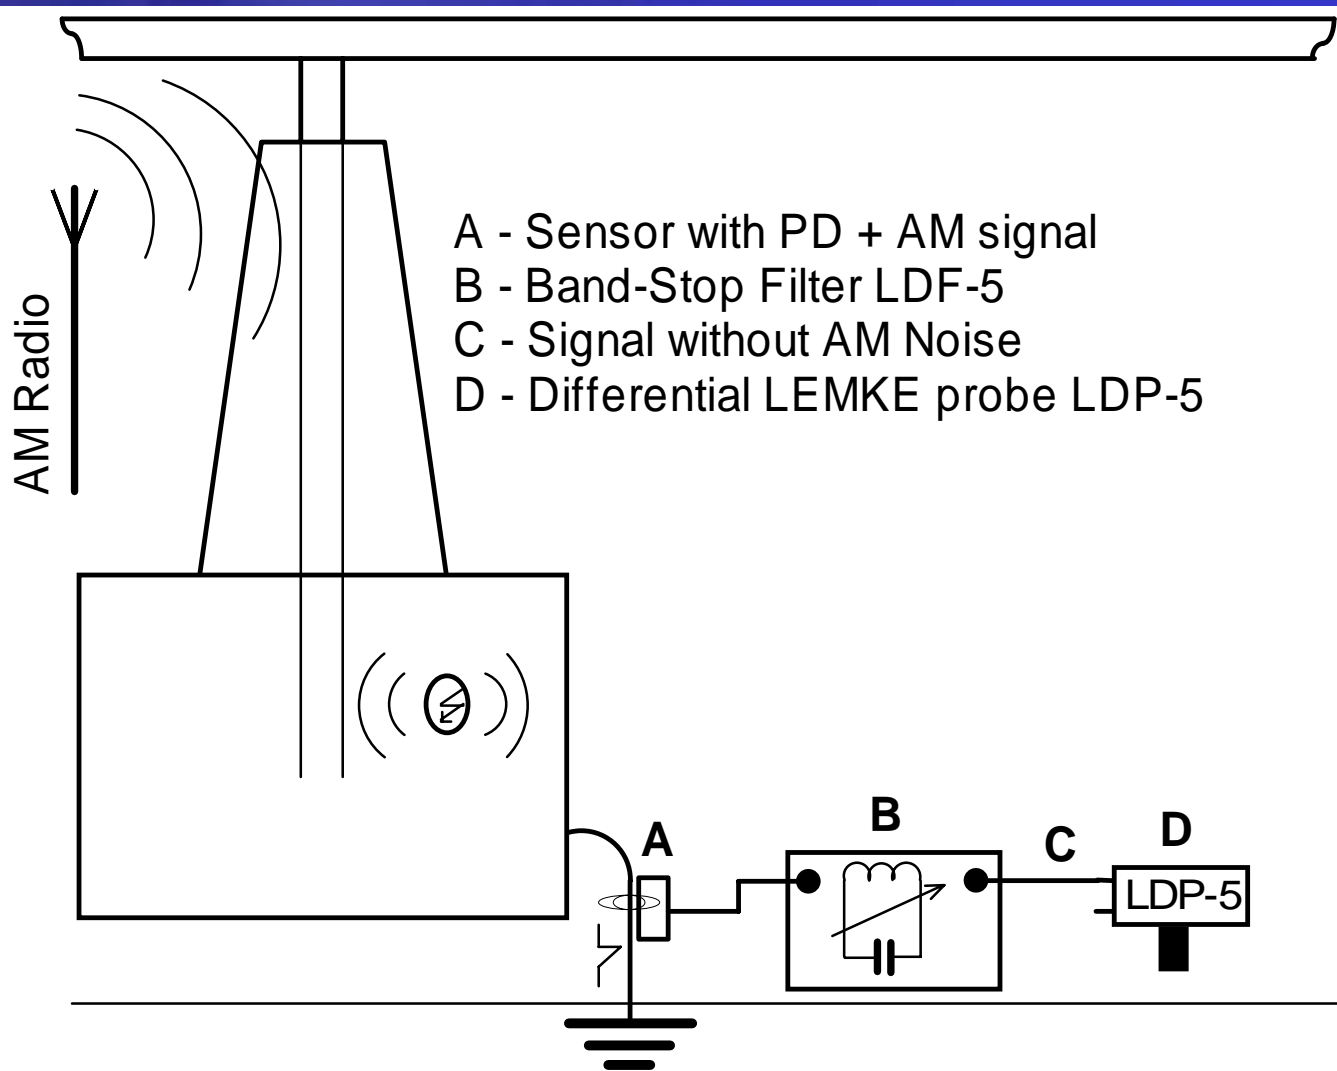 A - Sensor with PD + AM signal
B - Band-Stop Filter LDF-5
C - Signal without AM Noise
D - Differential LEMKE probe LDP-5
AM Radio
A
B
C
D
LDP-5